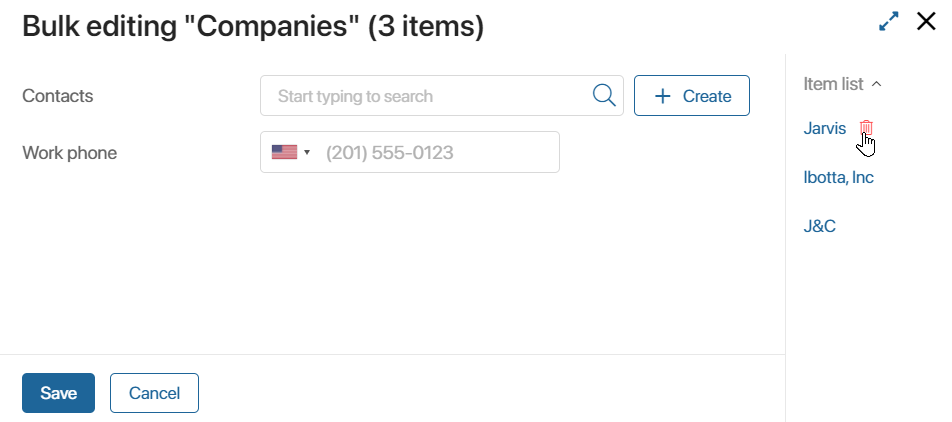 Bulk editing "Companies" (3 items)
Contacts
Start typing to search
+ Create
Work phone
(201) 555-0123
Item list
Jarvis
Ibotta, Inc
J&C
Save
Cancel